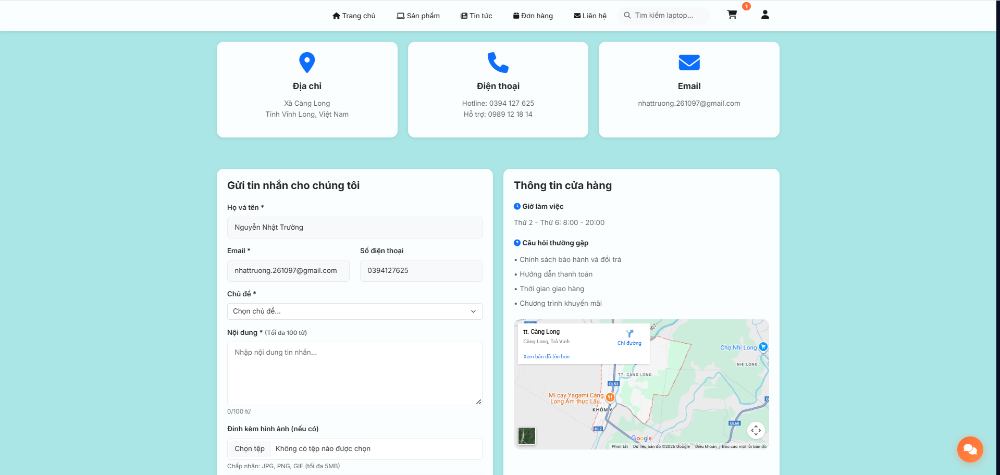 Trang chủ
Sản phẩm
Tin tức
Đơn hàng
Liên hệ
Tìm kiếm laptop...
1
Địa chỉ
Xã Càng Long
Tỉnh Vĩnh Long, Việt Nam
Điện thoại
Hotline: 0394 127 625
Hỗ trợ: 0989 12 18 14
Email
nhattruong.261097@gmail.com
Gửi tin nhắn cho chúng tôi
Họ và tên *
Nguyễn Nhật Trường
Email *
Số điện thoại
nhattruong.261097@gmail.com
0394127625
Chủ đề *
Chọn chủ đề...
Nội dung * (Tối đa 100 từ)
Nhập nội dung tin nhắn...
0/100 từ
Đính kèm hình ảnh (nếu có)
Chọn tệp
Không có tệp nào được chọn
Chấp nhận: JPG, PNG, GIF (tối đa 5MB)
Thông tin cửa hàng
Giờ làm việc
Thứ 2 - Thứ 6: 8:00 - 20:00
Câu hỏi thường gặp
• Chính sách bảo hành và đổi trả
• Hướng dẫn thanh toán
• Thời gian giao hàng
• Chương trình khuyến mãi
tt. Càng Long
Càng Long, Trà Vinh
Xem bản đồ lớn hơn
Chỉ đường
907
Chợ Nhị Long
NHỊ LONG
TT. CÀNG LONG
QL53
Mì cay Yagami Càng
Long Ẩm thực Lẩu...
KHÓM 6
HL2
QL60
Google
Phím tắt
Dữ liệu bản đồ ©2026 Google
Điều khoản
Báo cáo một lỗi bản đồ